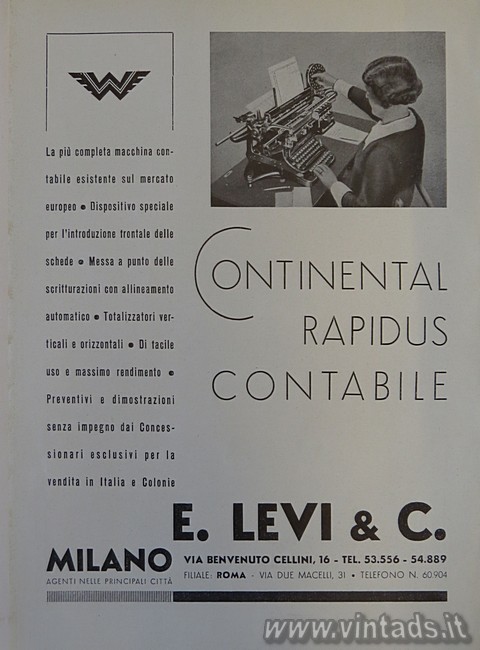 W
La più completa macchina con-
tabile esistente sul mercato
europeo • Dispositivo speciale
per l'introduzione frontale delle
schede • Messa a punto delle
scritturazioni con allineamento
automatico • Totalizzatori ver-
ticali e orizzontali • Di facile
uso e massimo rendimento •
Preventivi e dimostrazioni
senza impegno dai Conces-
sionari esclusivi per la
vendita in Italia e Colonie
CONTINENTAL
RAPIDUS
CONTABILE
E. LEVI & C.
MILANO
AGENTI NELLE PRINCIPALI CITTÀ
VIA BENVENUTO CELLINI, 16 - TEL. 53.556 - 54.889
FILIALE: ROMA - VIA DUE MACELLI, 31 • TELEFONO N. 60.904
www.vintads.it